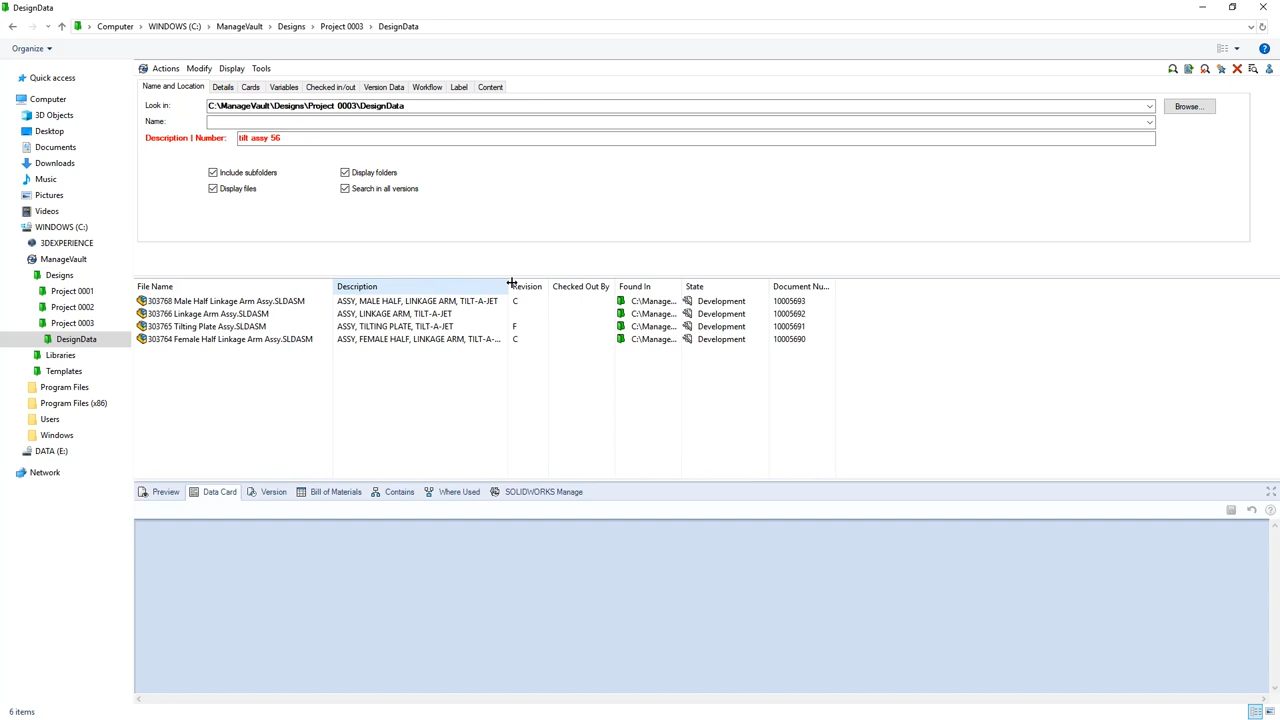 DesignData
Computer > WINDOWS (C:) > ManageVault > Designs > Project 0003 > DesignData
Organize
Quick access
Computer
3D Objects
Desktop
Documents
Downloads
Music
Pictures
Videos
WINDOWS (C:)
3DEXPERIENCE
ManageVault
Designs
Project 0001
Project 0002
Project 0003
DesignData
Libraries
Templates
Program Files
Program Files (x86)
Users
Windows
DATA (E:)
Network
Actions Modify Display Tools
Name and Location Details Cards Variables Checked in/out Version Data Workflow Label Content
Look in: C:\ManageVault\Designs\Project 0003\DesignData Browse...
Name:
Description | Number: tilt assy 56
Include subfolders Display folders
Display files Search in all versions
File Name Description Revision Checked Out By Found In State Document Nu...
303768 Male Half Linkage Arm Assy.SLDASM ASSY, MALE HALF, LINKAGE ARM, TILT-A-JET C C:\Manage... Development 10005693
303766 Linkage Arm Assy.SLDASM ASSY, LINKAGE ARM, TILT-A-JET C:\Manage... Development 10005692
303765 Tilting Plate Assy.SLDASM ASSY, TILTING PLATE, TILT-A-JET F C:\Manage... Development 10005691
303764 Female Half Linkage Arm Assy.SLDASM ASSY, FEMALE HALF, LINKAGE ARM, TILT-A-... C C:\Manage... Development 10005690
Preview Data Card Version Bill of Materials Contains Where Used SOLIDWORKS Manage
6 items